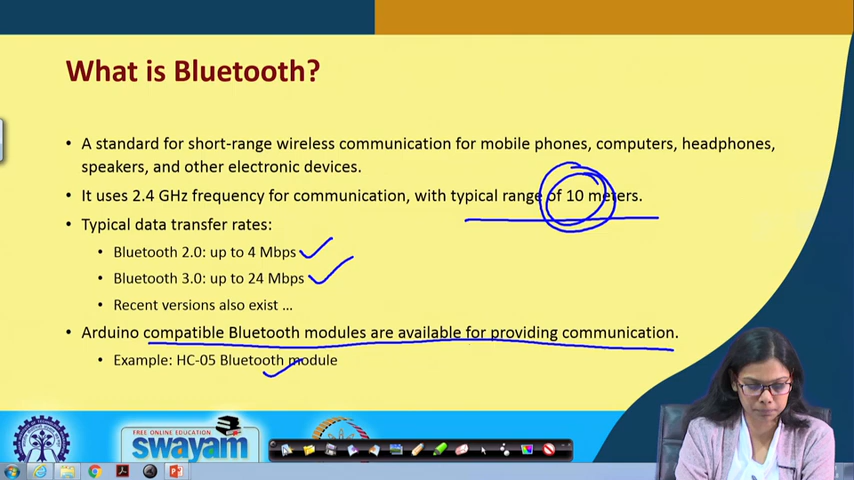 What is Bluetooth?
• A standard for short-range wireless communication for mobile phones, computers, headphones,
speakers, and other electronic devices.
• It uses 2.4 GHz frequency for communication, with typical range of 10 meters.
• Typical data transfer rates:
• Bluetooth 2.0: up to 4 Mbps
• Bluetooth 3.0: up to 24 Mbps
• Recent versions also exist …
• Arduino compatible Bluetooth modules are available for providing communication.
• Example: HC-05 Bluetooth module
FREE ONLINE EDUCATION
swayam